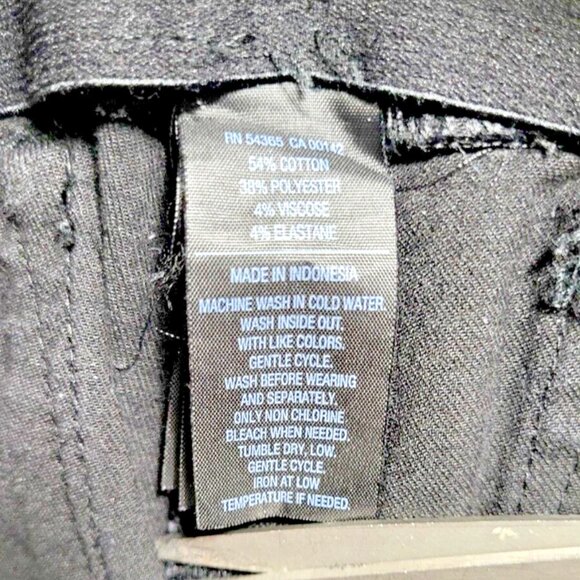 RN 54365 CA 00142
54% COTTON
38% POLYESTER
4% VISCOSE
4% ELASTANE
MADE IN INDONESIA
MACHINE WASH IN COLD WATER.
WASH INSIDE OUT.
WITH LIKE COLORS.
GENTLE CYCLE.
WASH BEFORE WEARING
AND SEPARATELY.
ONLY NON CHLORINE
BLEACH WHEN NEEDED.
TUMBLE DRY, LOW.
GENTLE CYCLE.
IRON AT LOW
TEMPERATURE IF NEEDED.